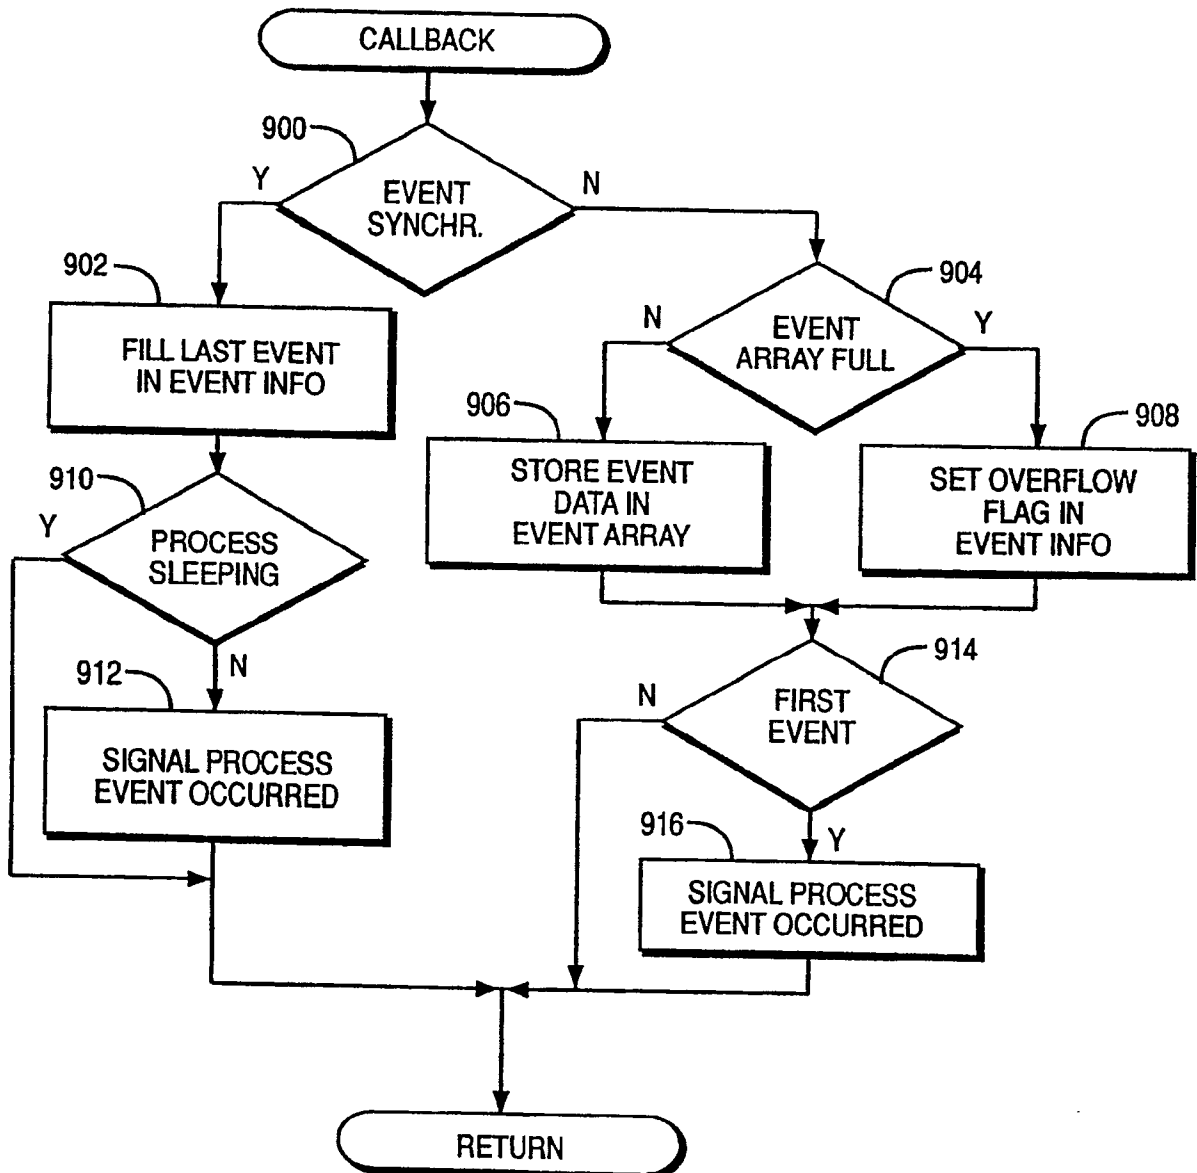 CALLBACK
900
Y
EVENT
SYNCHR.
N
902
FILL LAST EVENT
IN EVENT INFO
904
N
EVENT
ARRAY FULL
Y
906
STORE EVENT
DATA IN
EVENT ARRAY
908
SET OVERFLOW
FLAG IN
EVENT INFO
910
Y
PROCESS
SLEEPING
N
912
SIGNAL PROCESS
EVENT OCCURRED
914
N
FIRST
EVENT
Y
916
SIGNAL PROCESS
EVENT OCCURRED
RETURN